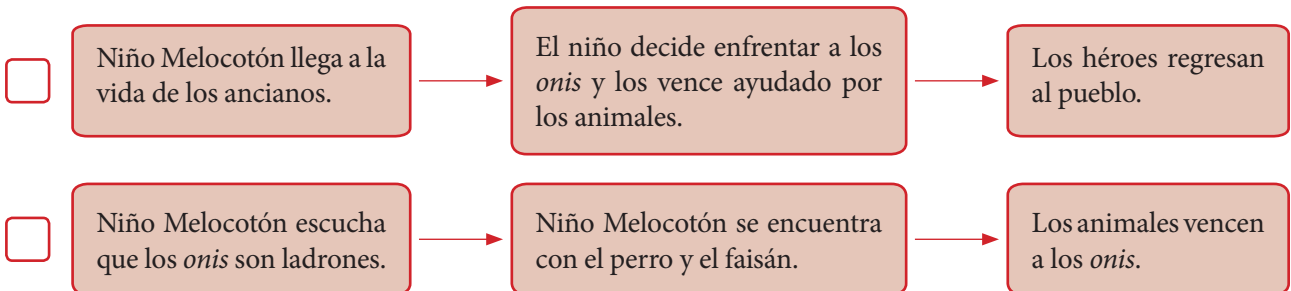 Niño Melocotón llega a la
vida de los ancianos.
El niño decide enfrentar a los
onis y los vence ayudado por
los animales.
Los héroes regresan
al pueblo.
Niño Melocotón escucha
que los onis son ladrones.
Niño Melocotón se encuentra
con el perro y el faisán.
Los animales vencen
a los onis.